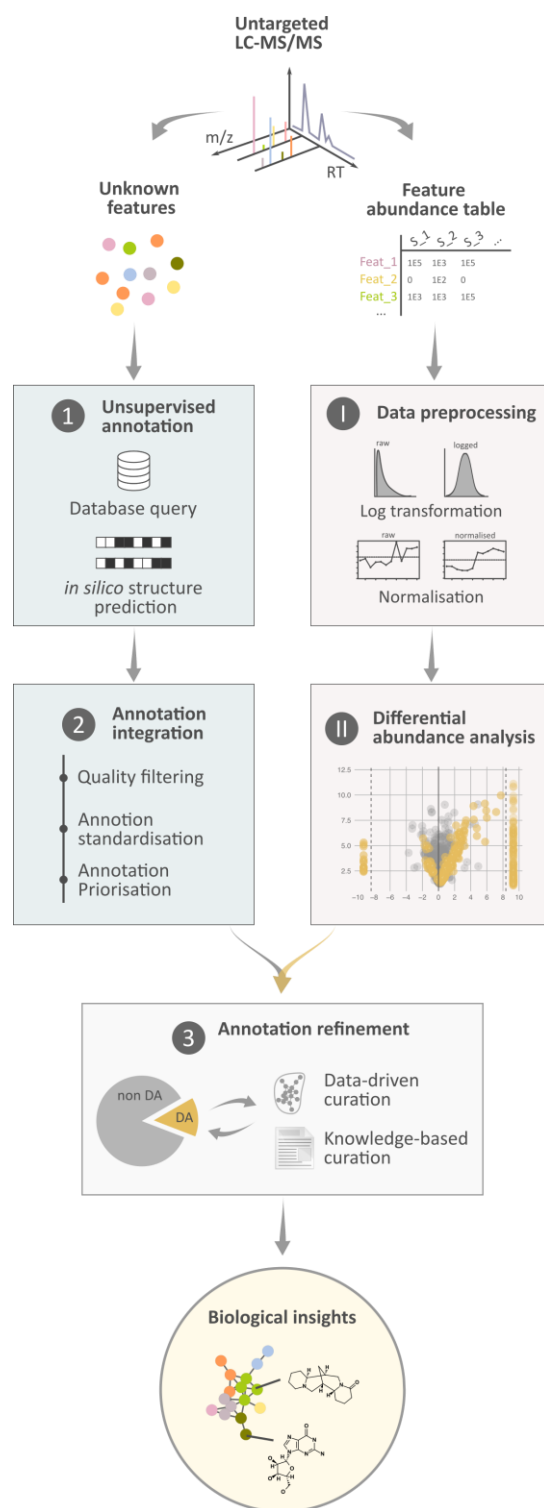 Untargeted
LC-MS/MS
m/z
RT
Unknown
features
Feature
abundance table
S_1 S_2 S_3 ...
Feat_1 1E5 1E3 1E5
Feat_2 0 1E2 0
Feat_3 1E3 1E3 1E5
...
1 Unsupervised
annotation
Database query
in silico structure
prediction
I Data preprocessing
raw logged
Log transformation
raw normalised
Normalisation
2 Annotation
integration
Quality filtering
Annotion
standardisation
Annotation
Priorisation
II Differential
abundance analysis
12.5
10.0
7.5
5.0
2.5
-10 -8 -6 -4 -2 0 2 4 6 8 10
3 Annotation refinement
non DA
DA
Data-driven
curation
Knowledge-based
curation
Biological insights
H H
N N O
H H
O
N N
N N N
H
O O
O
O